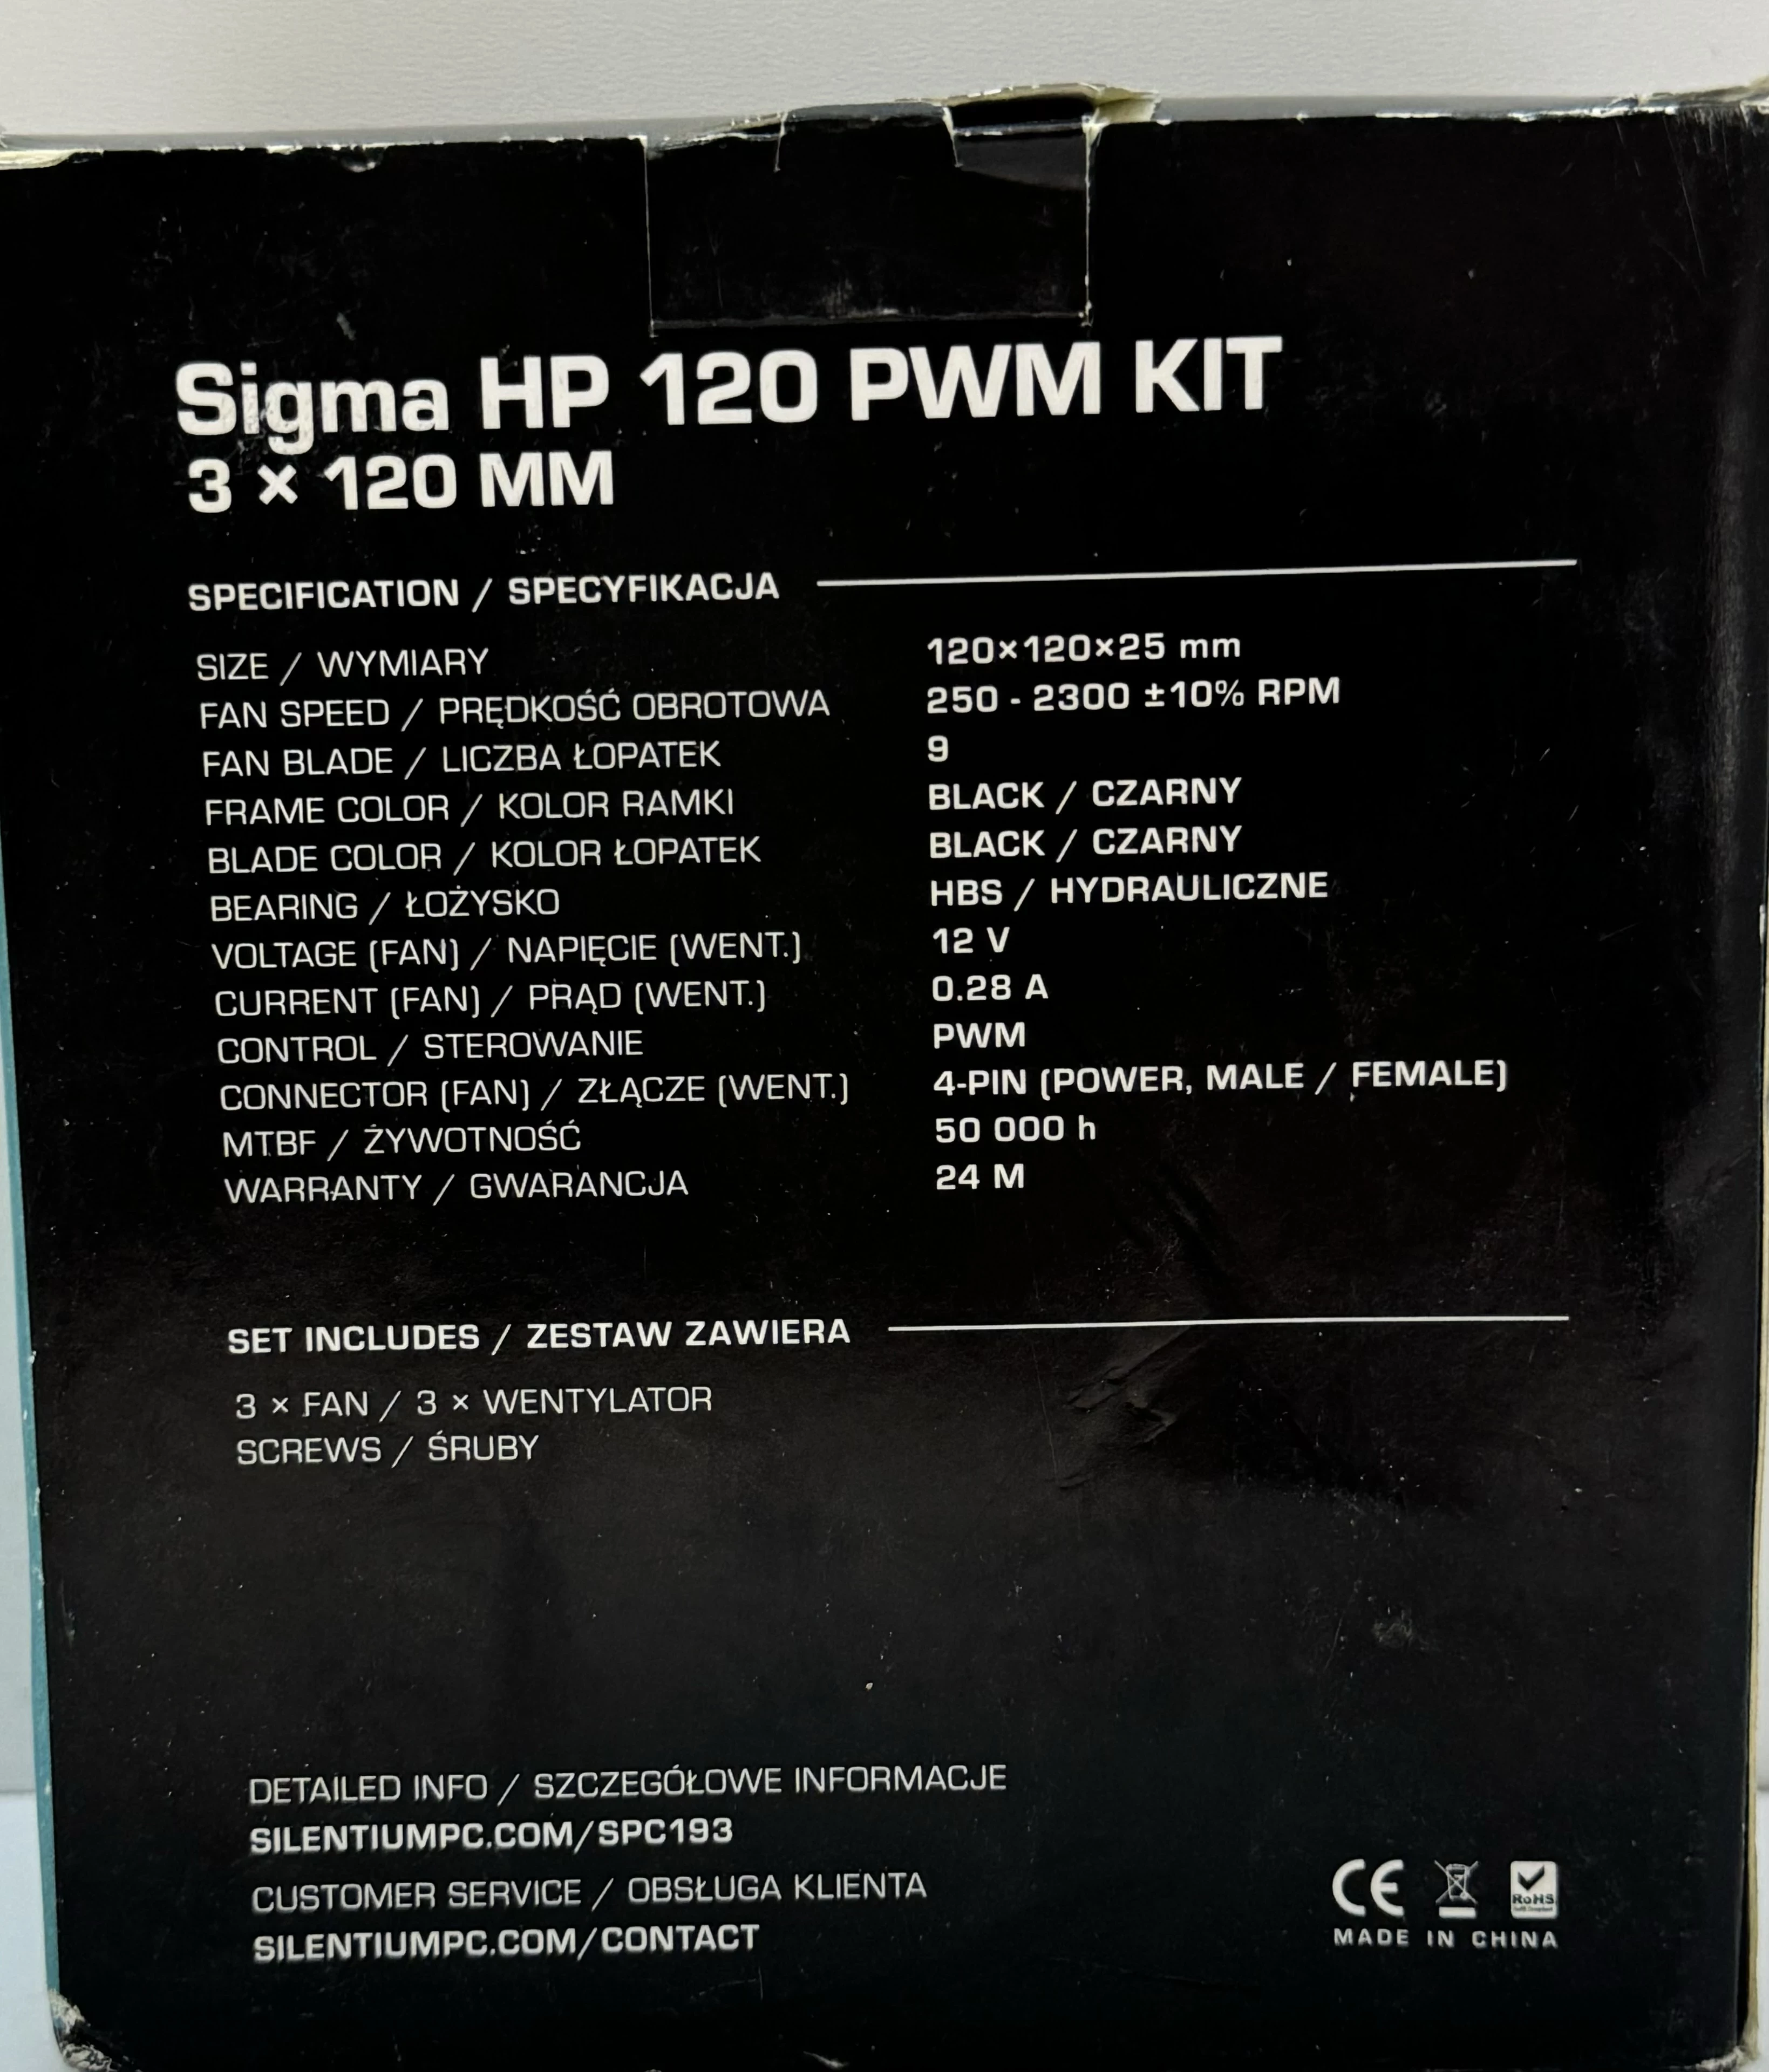 Sigma HP 120 PWM KIT
3 × 120 MM
SPECIFICATION / SPECYFIKACJA
SIZE / WYMIARY 120×120×25 mm
FAN SPEED / PRĘDKOŚĆ OBROTOWA 250 - 2300 ±10% RPM
FAN BLADE / LICZBA ŁOPATEK 9
FRAME COLOR / KOLOR RAMKI BLACK / CZARNY
BLADE COLOR / KOLOR ŁOPATEK BLACK / CZARNY
BEARING / ŁOŻYSKO HBS / HYDRAULICZNE
VOLTAGE (FAN) / NAPIĘCIE (WENT.) 12 V
CURRENT (FAN) / PRĄD (WENT.) 0.28 A
CONTROL / STEROWANIE PWM
CONNECTOR (FAN) / ZŁĄCZE (WENT.) 4-PIN (POWER, MALE / FEMALE)
MTBF / ŻYWOTNOŚĆ 50 000 h
WARRANTY / GWARANCJA 24 M
SET INCLUDES / ZESTAW ZAWIERA
3 × FAN / 3 × WENTYLATOR
SCREWS / ŚRUBY
DETAILED INFO / SZCZEGÓŁOWE INFORMACJE
SILENTIUMPC.COM/SPC193
CUSTOMER SERVICE / OBSŁUGA KLIENTA
SILENTIUMPC.COM/CONTACT
CE
RoHS
MADE IN CHINA